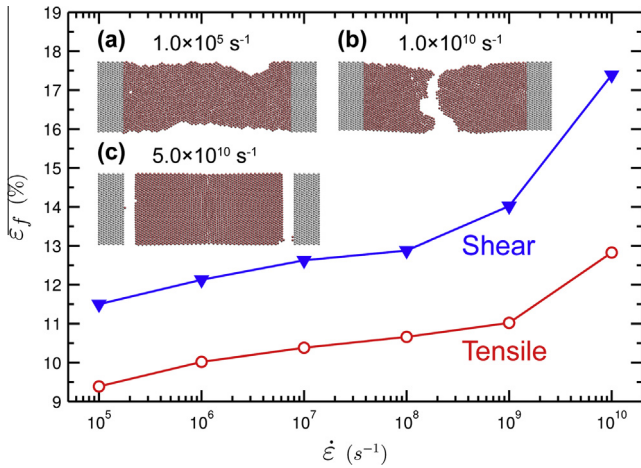 19
18
17
16
15
14
13
12
11
10
9
ε_f (%)
(a) 1.0×10⁵ s⁻¹
(b) 1.0×10¹⁰ s⁻¹
(c) 5.0×10¹⁰ s⁻¹
Shear
Tensile
10⁵ 10⁶ 10⁷ 10⁸ 10⁹ 10¹⁰
ε̇ (s⁻¹)